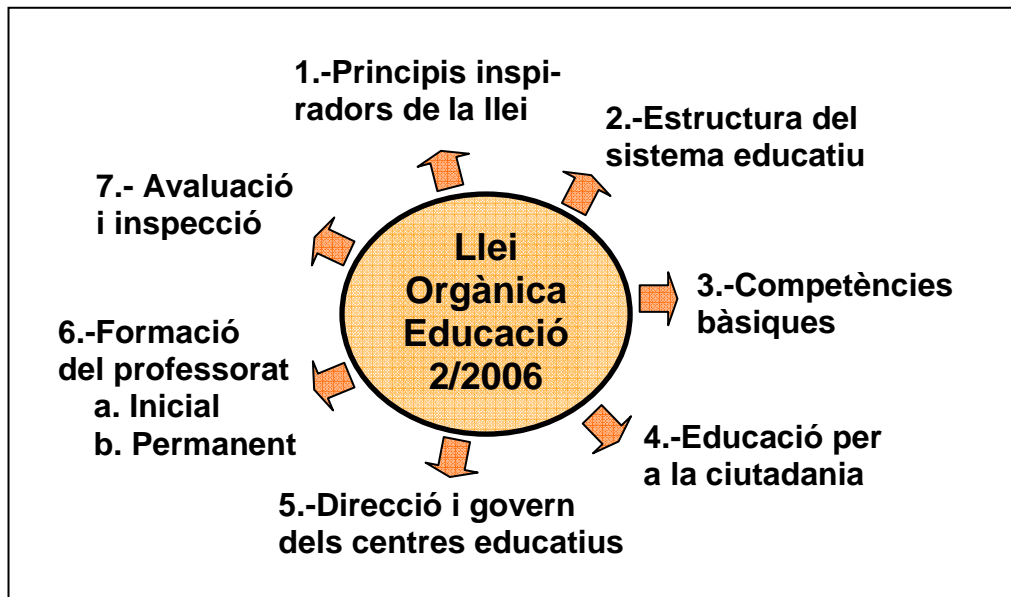 1.-Principis inspi-
radors de la llei
2.-Estructura del
sistema educatiu
3.-Competències
bàsiques
4.-Educació per
a la ciutadania
5.-Direcció i govern
dels centres educatius
6.-Formació
del professorat
a. Inicial
b. Permanent
7.- Avaluació
i inspecció
Llei
Orgànica
Educació
2/2006